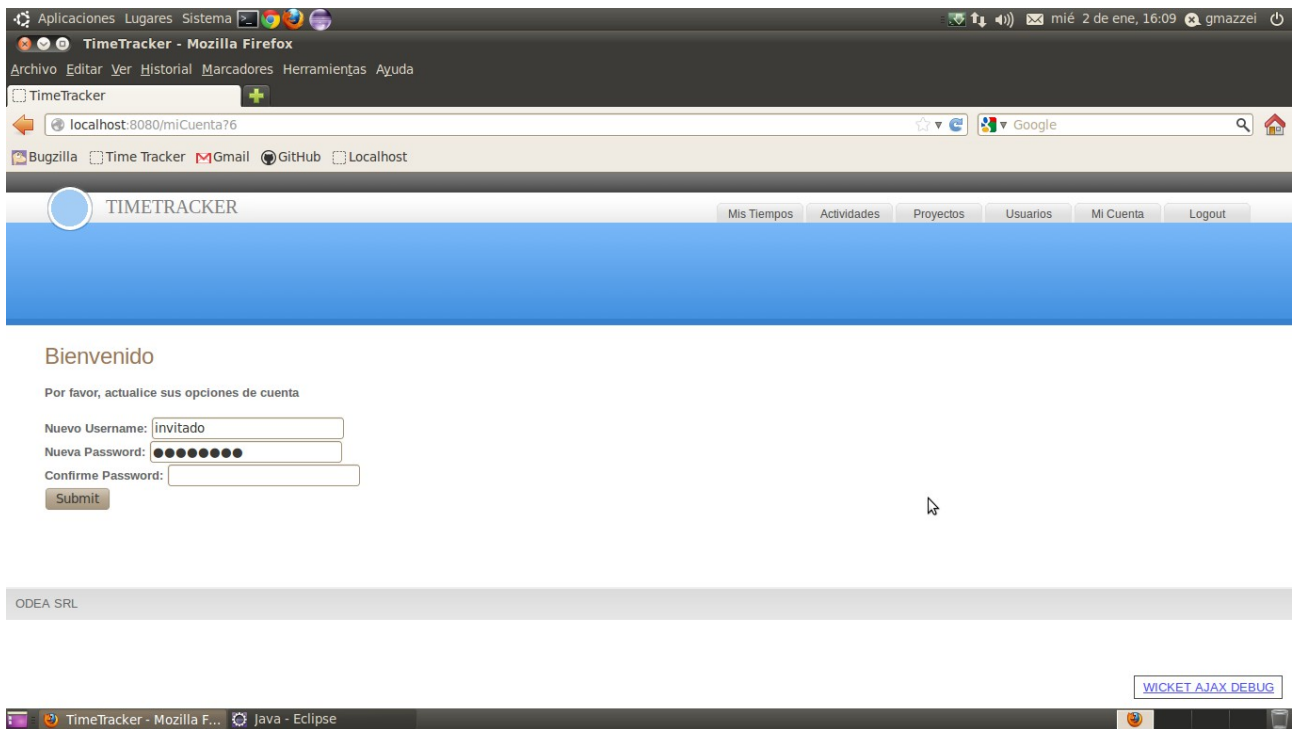 Aplicaciones Lugares Sistema mié 2 de ene, 16:09 gmazzei
TimeTracker - Mozilla Firefox
Archivo Editar Ver Historial Marcadores Herramientas Ayuda
TimeTracker
localhost:8080/miCuenta?6 Google
Bugzilla Time Tracker Gmail GitHub Localhost
TIMETRACKER
Mis Tiempos Actividades Proyectos Usuarios Mi Cuenta Logout
Bienvenido
Por favor, actualice sus opciones de cuenta
Nuevo Username: invitado
Nueva Password: ●●●●●●●●
Confirme Password:
Submit
ODEA SRL
WICKET AJAX DEBUG
TimeTracker - Mozilla F... Java - Eclipse